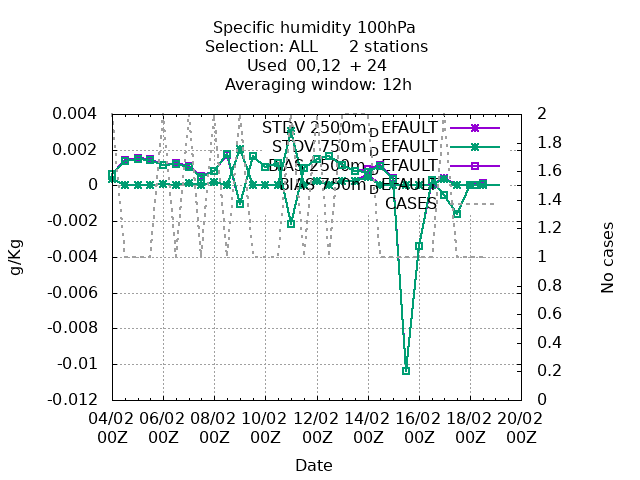 Specific humidity 100hPa
Selection: ALL 2 stations
Used 00,12 + 24
Averaging window: 12h
STDV 2500m_DEFAULT
STDV 750m_DEFAULT
BIAS 2500m_DEFAULT
BIAS 750m_DEFAULT
CASES
0.004
0.002
0
-0.002
-0.004
-0.006
-0.008
-0.01
-0.012
g/Kg
2
1.8
1.6
1.4
1.2
1
0.8
0.6
0.4
0.2
0
No cases
04/02 06/02 08/02 10/02 12/02 14/02 16/02 18/02 20/02
00Z 00Z 00Z 00Z 00Z 00Z 00Z 00Z 00Z
Date